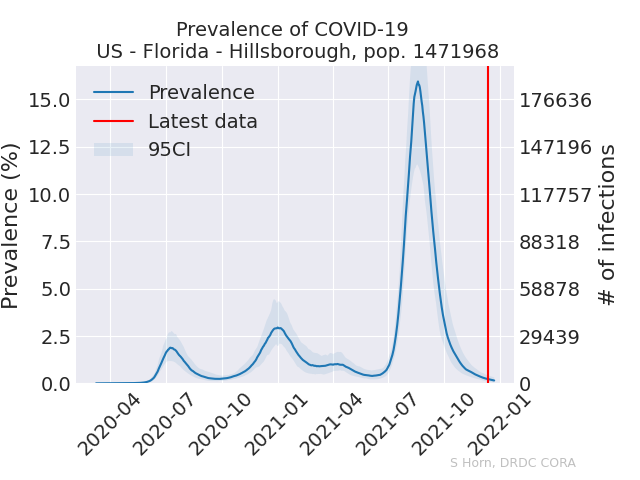 Prevalence of COVID-19
US - Florida - Hillsborough, pop. 1471968
Prevalence
Latest data
95CI
Prevalence (%)
15.0
12.5
10.0
7.5
5.0
2.5
0.0
176636
147196
117757
88318
58878
29439
0
# of infections
2020-04
2020-07
2020-10
2021-01
2021-04
2021-07
2021-10
2022-01
S Horn, DRDC CORA